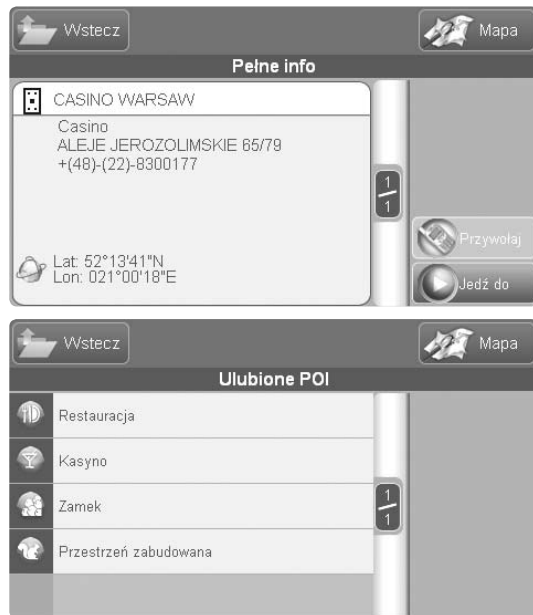 Wstecz
Mapa
Pełne info
CASINO WARSAW
Casino
ALEJE JEROZOLIMSKIE 65/79
+(48)-(22)-8300177
1
1
Przywołaj
Lat: 52°13'41"N
Lon: 021°00'18"E
Jedź do
Wstecz
Mapa
Ulubione POI
Restauracja
Kasyno
Zamek
1
1
Przestrzeń zabudowana